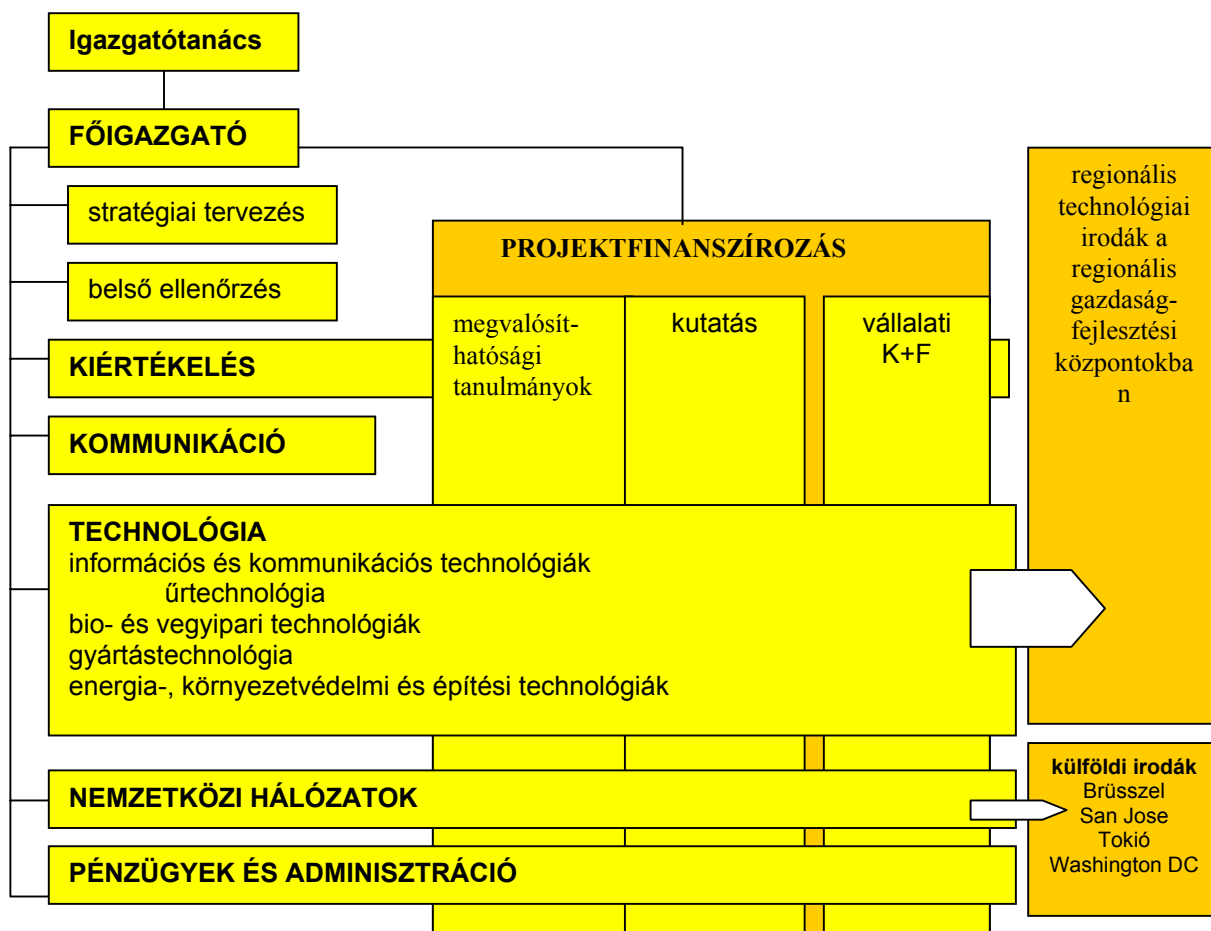 Igazgatótanács
FŐIGAZGATÓ
stratégiai tervezés
belső ellenőrzés
PROJEKTFINANSZÍROZÁS
megvalósít-
hatósági
tanulmányok
kutatás
vállalati
K+F
KIÉRTÉKELÉS
KOMMUNIKÁCIÓ
TECHNOLÓGIA
információs és kommunikációs technológiák
űrtechnológia
bio- és vegyipari technológiák
gyártástechnológia
energia-, környezetvédelmi és építési technológiák
NEMZETKÖZI HÁLÓZATOK
PÉNZÜGYEK ÉS ADMINISZTRÁCIÓ
regionális
technológiai
irodák a
regionális
gazdaság-
fejlesztési
központokba
n
külföldi irodák
Brüsszel
San Jose
Tokió
Washington DC